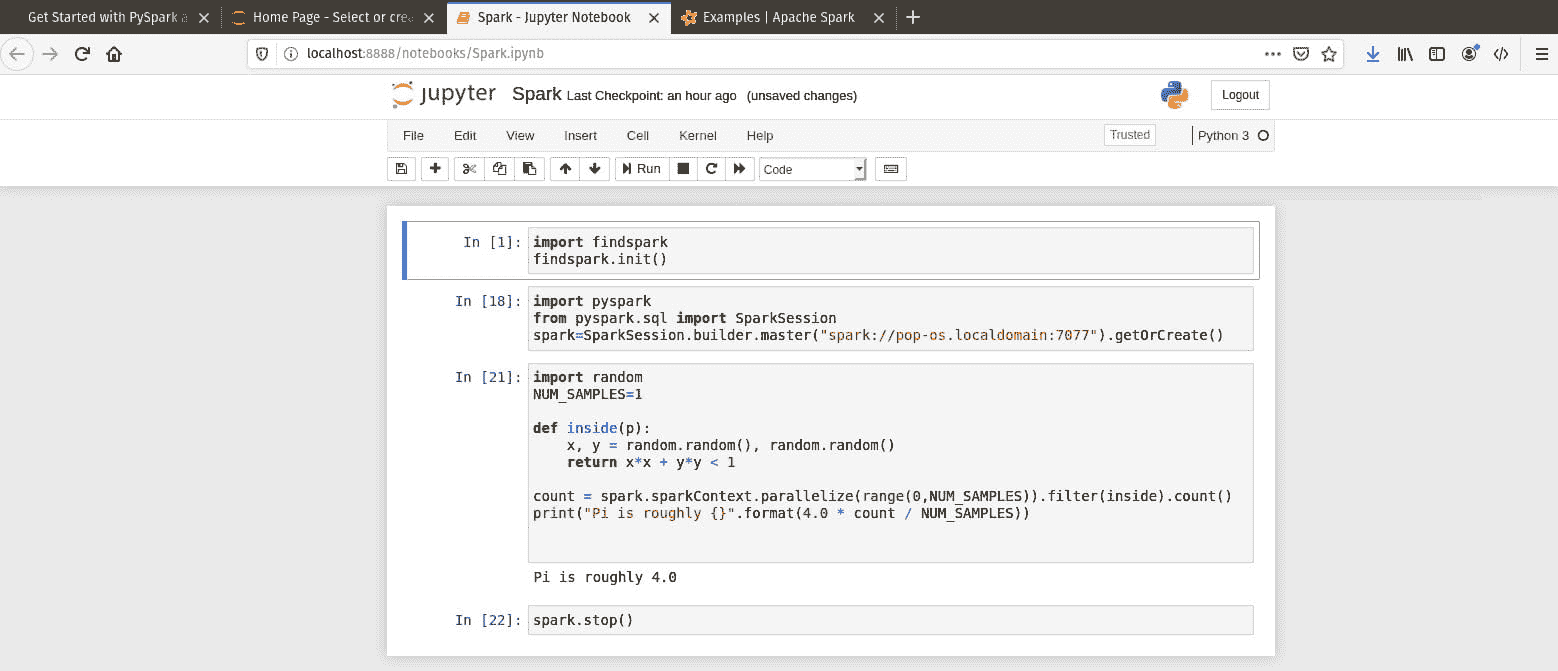 Get Started with PySpark a
Home Page - Select or crea
Spark - Jupyter Notebook
Examples | Apache Spark
localhost:8888/notebooks/Spark.ipynb
jupyter Spark Last Checkpoint: an hour ago (unsaved changes)
Logout
File Edit View Insert Cell Kernel Help
Trusted
Python 3
Run
Code
In [1]: import findspark
findspark.init()
In [18]: import pyspark
from pyspark.sql import SparkSession
spark=SparkSession.builder.master("spark://pop-os.localdomain:7077").getOrCreate()
In [21]: import random
NUM_SAMPLES=1
def inside(p):
    x, y = random.random(), random.random()
    return x*x + y*y < 1
count = spark.sparkContext.parallelize(range(0,NUM_SAMPLES)).filter(inside).count()
print("Pi is roughly {}".format(4.0 * count / NUM_SAMPLES))
Pi is roughly 4.0
In [22]: spark.stop()